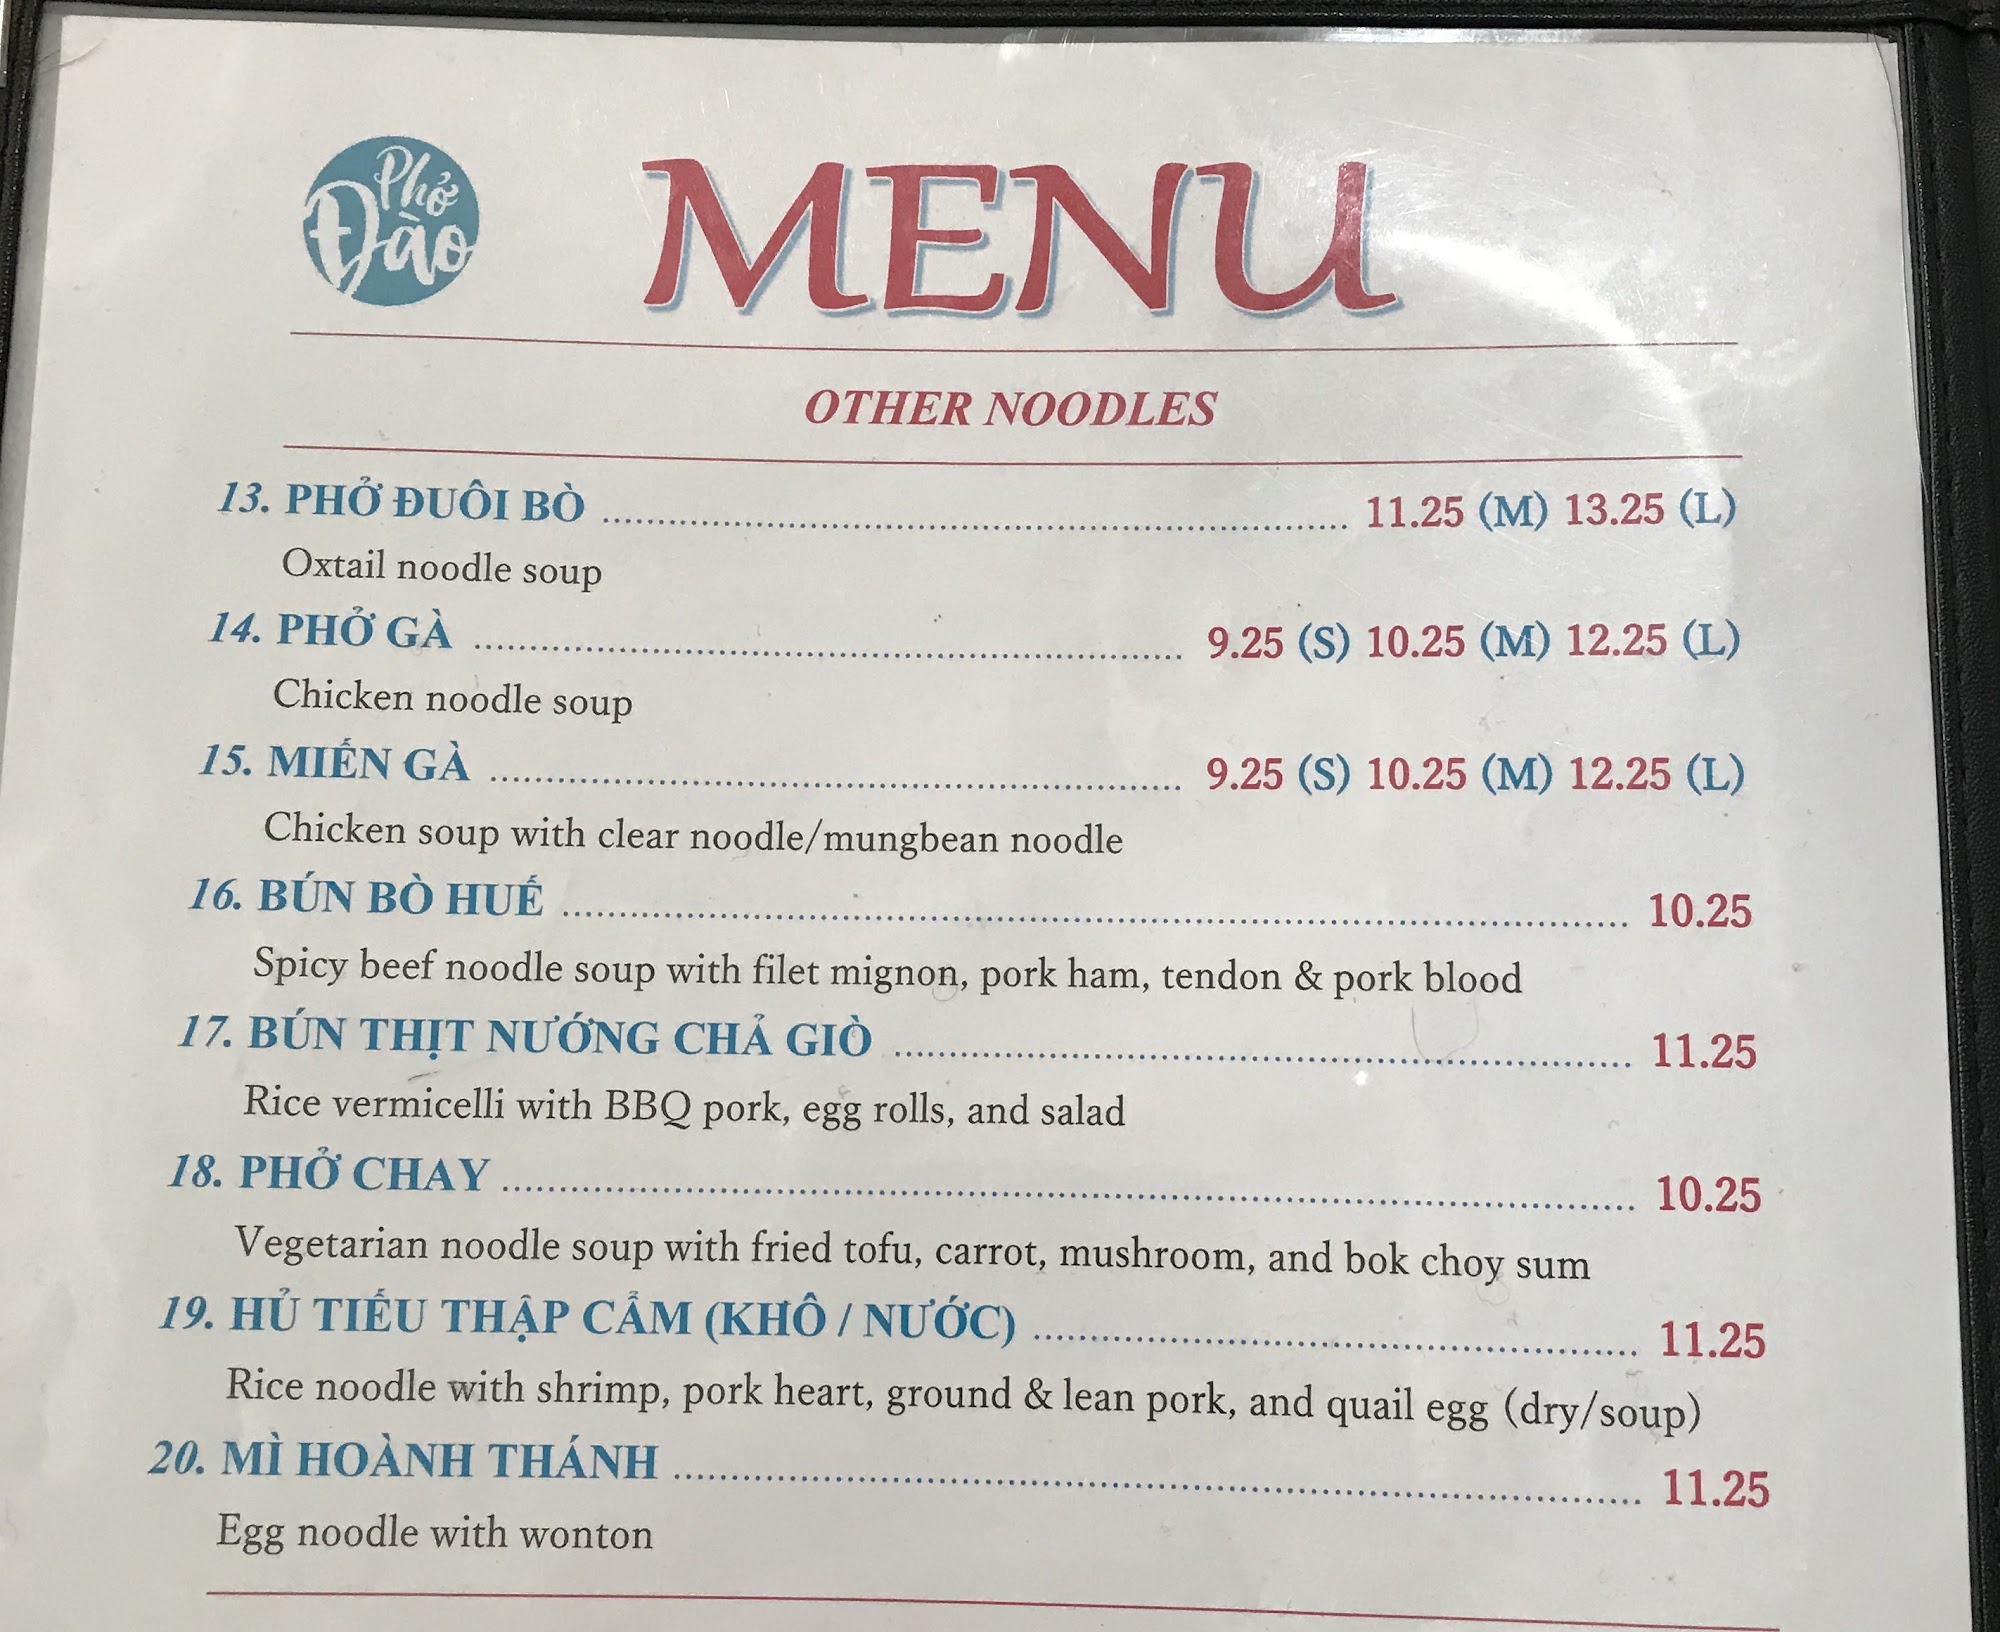 Phở
Đào
MENU
OTHER NOODLES
13. PHỞ ĐUÔI BÒ ........ 11.25 (M) 13.25 (L)
Oxtail noodle soup
14. PHỞ GÀ ........ 9.25 (S) 10.25 (M) 12.25 (L)
Chicken noodle soup
15. MIẾN GÀ ........ 9.25 (S) 10.25 (M) 12.25 (L)
Chicken soup with clear noodle/mungbean noodle
16. BÚN BÒ HUẾ ........ 10.25
Spicy beef noodle soup with filet mignon, pork ham, tendon & pork blood
17. BÚN THỊT NƯỚNG CHẢ GIÒ ........ 11.25
Rice vermicelli with BBQ pork, egg rolls, and salad
18. PHỞ CHAY ........ 10.25
Vegetarian noodle soup with fried tofu, carrot, mushroom, and bok choy sum
19. HỦ TIẾU THẬP CẨM (KHÔ / NƯỚC) ........ 11.25
Rice noodle with shrimp, pork heart, ground & lean pork, and quail egg (dry/soup)
20. MÌ HOÀNH THÁNH ........ 11.25
Egg noodle with wonton